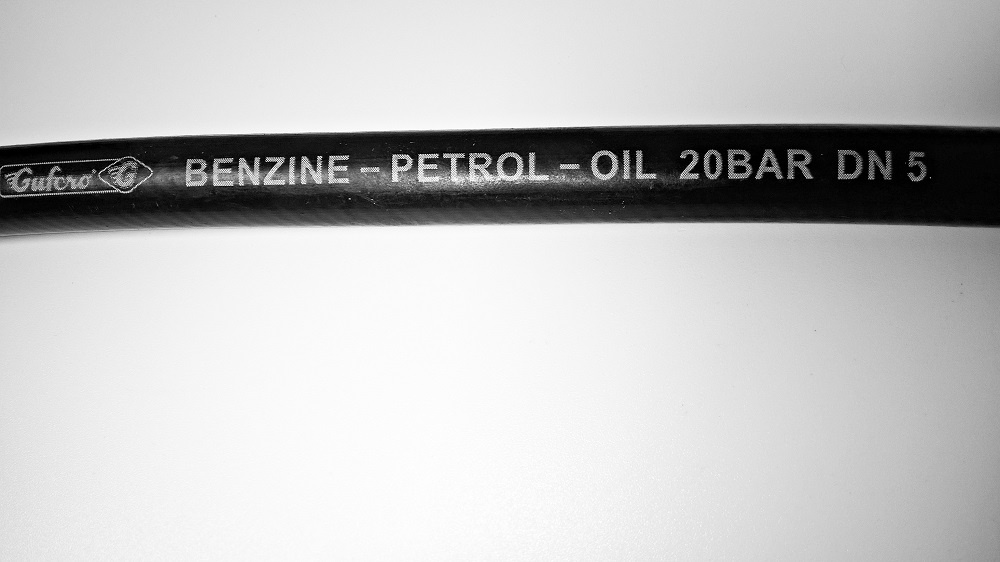 Gufero G BENZINE - PETROL - OIL 20BAR DN 5